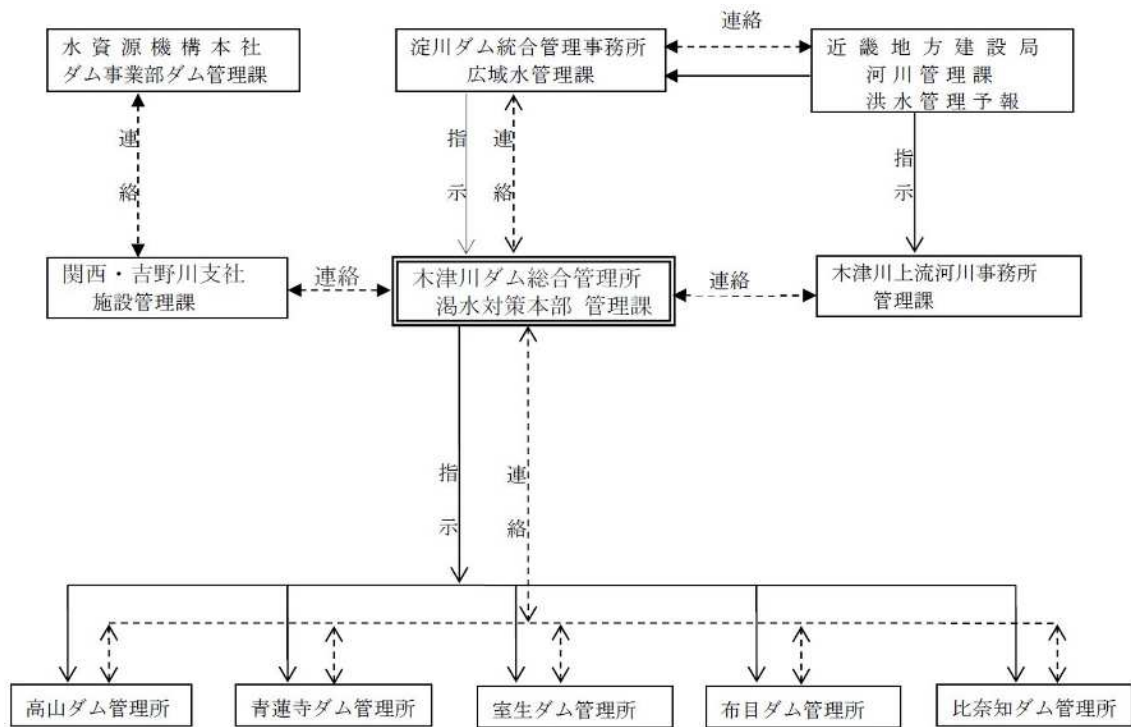 連絡
水資源機構本社
ダム事業部ダム管理課
淀川ダム統合管理事務所
広域水管理課
近畿地方建設局
河川管理課
洪水管理予報
連絡
指示
連絡
指示
関西・吉野川支社
施設管理課
連絡
木津川ダム総合管理所
渇水対策本部 管理課
連絡
木津川上流河川事務所
管理課
指示
連絡
高山ダム管理所
青蓮寺ダム管理所
室生ダム管理所
布目ダム管理所
比奈知ダム管理所